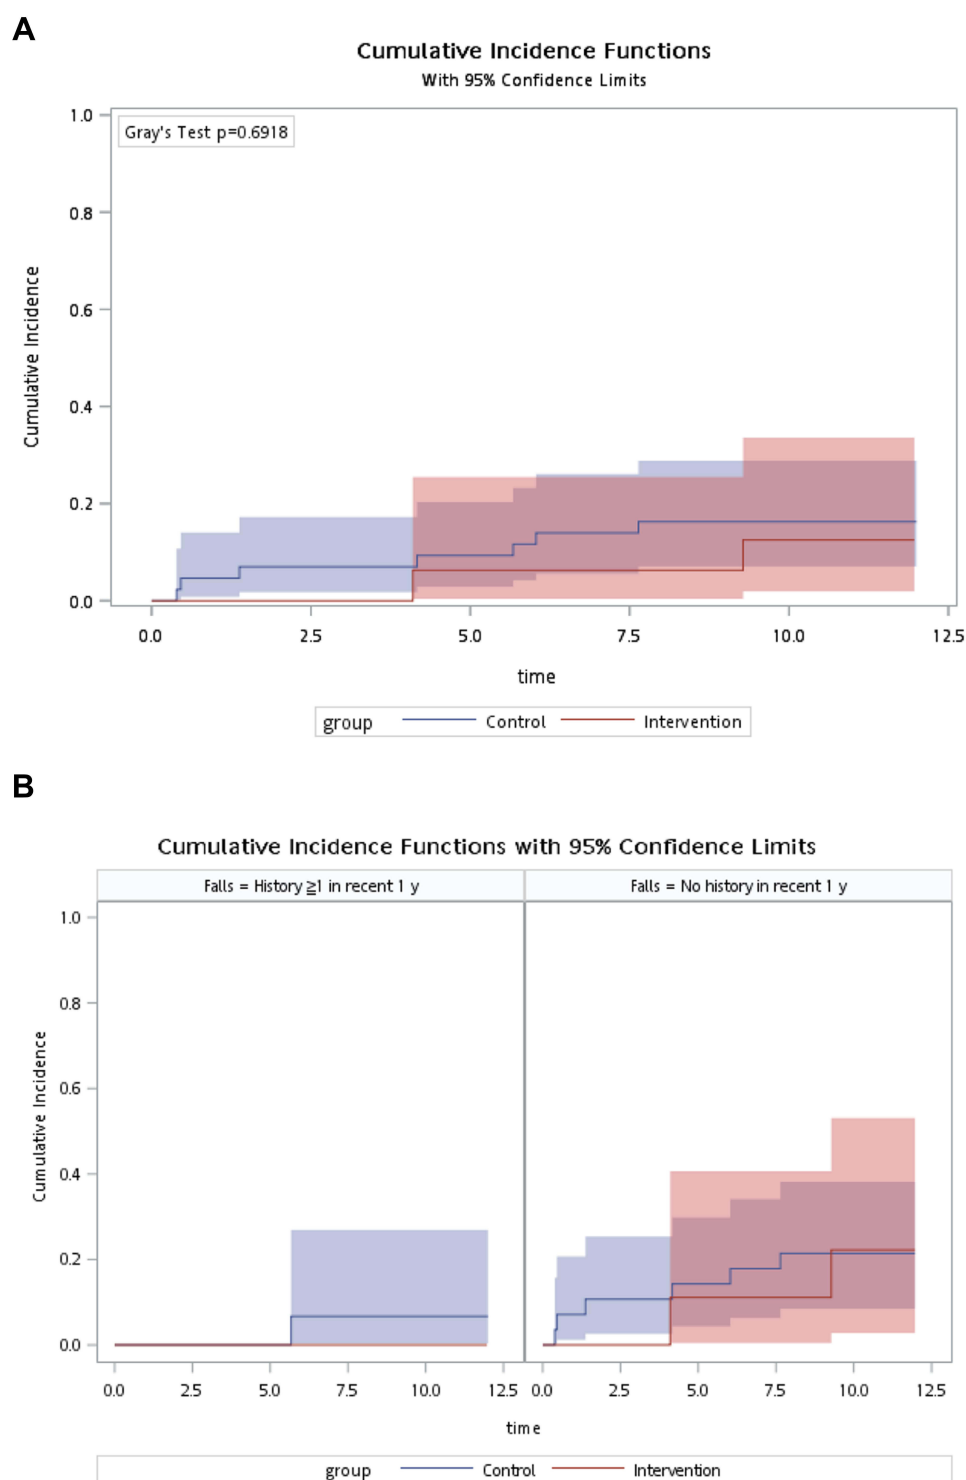 A
Cumulative Incidence Functions
With 95% Confidence Limits
Gray's Test p=0.6918
1.0
0.8
0.6
0.4
0.2
0.0
Cumulative Incidence
0.0 2.5 5.0 7.5 10.0 12.5
time
group Control Intervention
B
Cumulative Incidence Functions with 95% Confidence Limits
Falls = History ≧1 in recent 1 y Falls = No history in recent 1 y
1.0
0.8
0.6
0.4
0.2
0.0
Cumulative Incidence
0.0 2.5 5.0 7.5 10.0 12.5 0.0 2.5 5.0 7.5 10.0 12.5
time
group Control Intervention